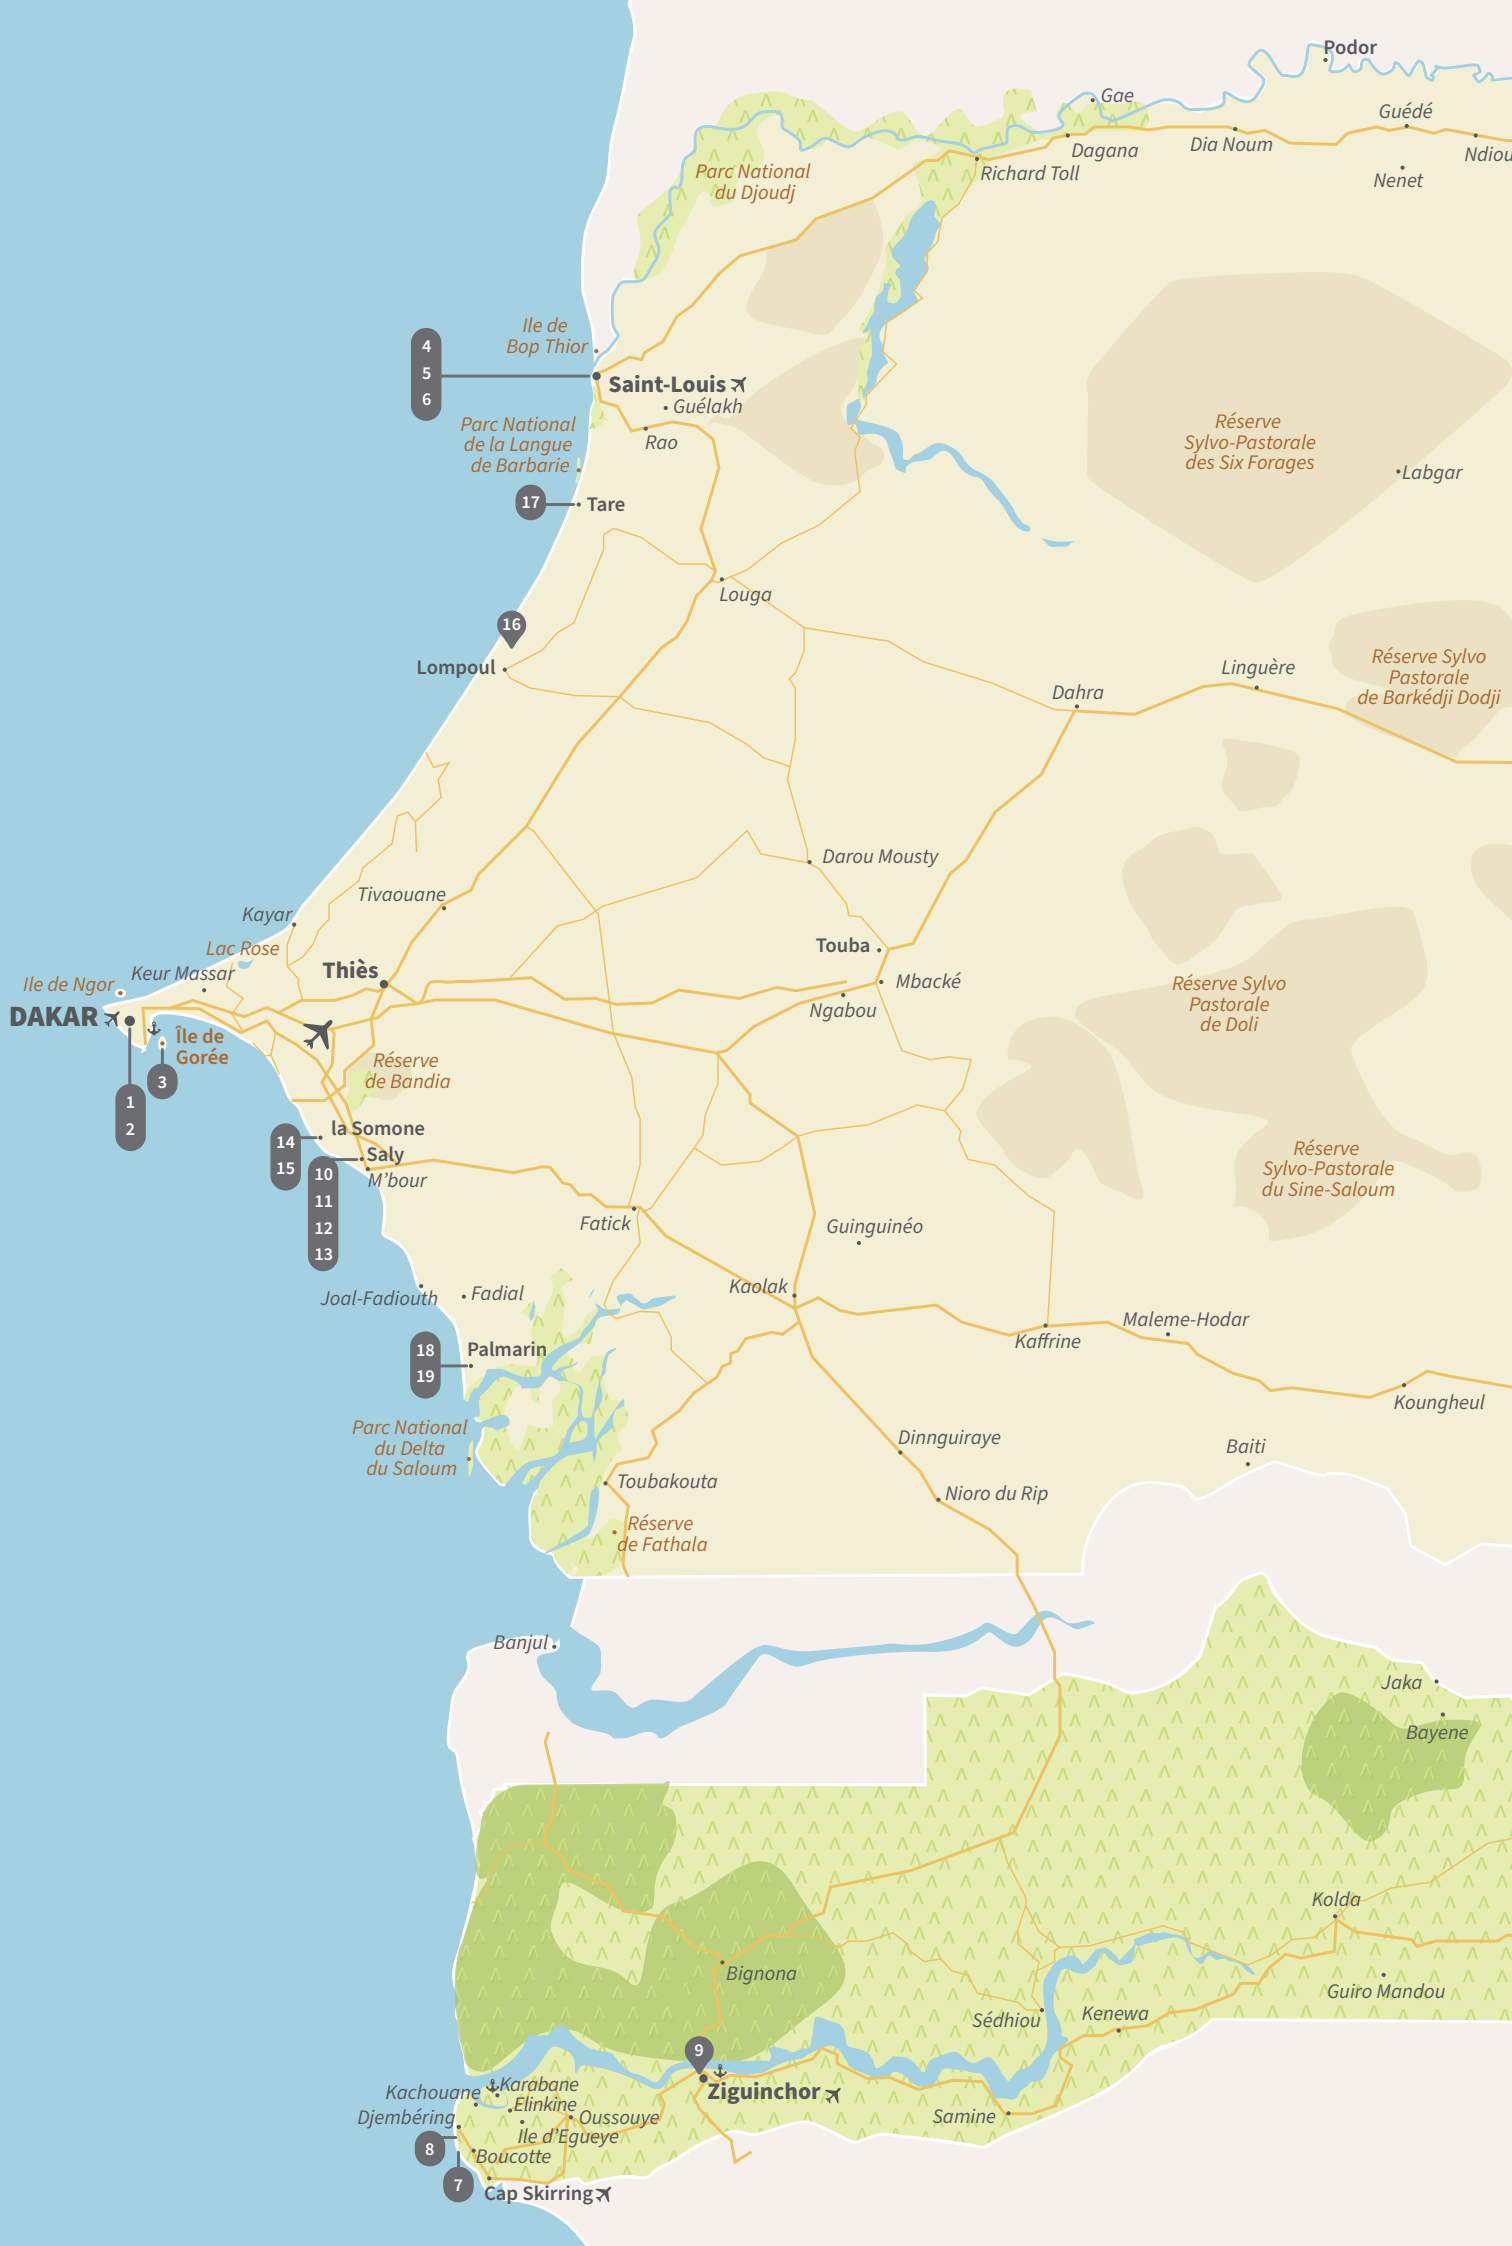 Podor
Gae
Guédé
Dagana
Dia Noum
Ndiou
Richard Toll
Nenet
Parc National
du Djoudj
Ile de
Bop Thior
4
5
6
Saint-Louis
Guélakh
Rao
Parc National
de la Langue
de Barbarie
Réserve
Sylvo-Pastorale
des Six Forages
Labgar
17
Tare
Louga
16
Lompoul
Dahra
Linguère
Réserve Sylvo
Pastorale
de Barkédji Dodji
Darou Mousty
Tivaouane
Kayar
Lac Rose
Touba
Thiès
Keur Massar
Ile de Ngor
Mbacké
Ngabou
Réserve Sylvo
Pastorale
de Doli
DAKAR
Île de
Gorée
3
1
2
Réserve
de Bandia
la Somone
14
15
Saly
M'bour
10
11
12
13
Réserve
Sylvo-Pastorale
du Sine-Saloum
Fatick
Guinguinéo
Kaolak
Joal-Fadiouth
Fadial
Maleme-Hodar
Kaffrine
18
19
Palmarin
Koungheul
Parc National
du Delta
du Saloum
Dinnguiraye
Baiti
Toubakouta
Nioro du Rip
Réserve
de Fathala
Banjul
Jaka
Bayene
Kolda
Bignona
Guiro Mandou
Sédhiou
Kenewa
9
Ziguinchor
Kachouane
Karabane
Elinkine
Djembéring
Oussouye
Ile d'Egueye
Samine
8
Boucotte
7
Cap Skirring